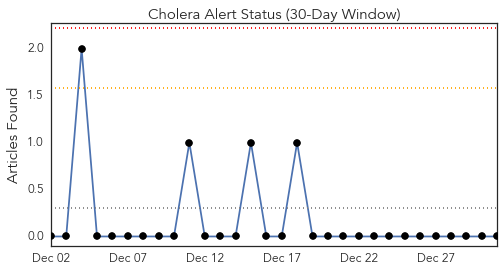 Cholera Alert Status (30-Day Window)
Articles Found
2.0
1.5
1.0
0.5
0.0
Dec 02 Dec 07 Dec 12 Dec 17 Dec 22 Dec 27